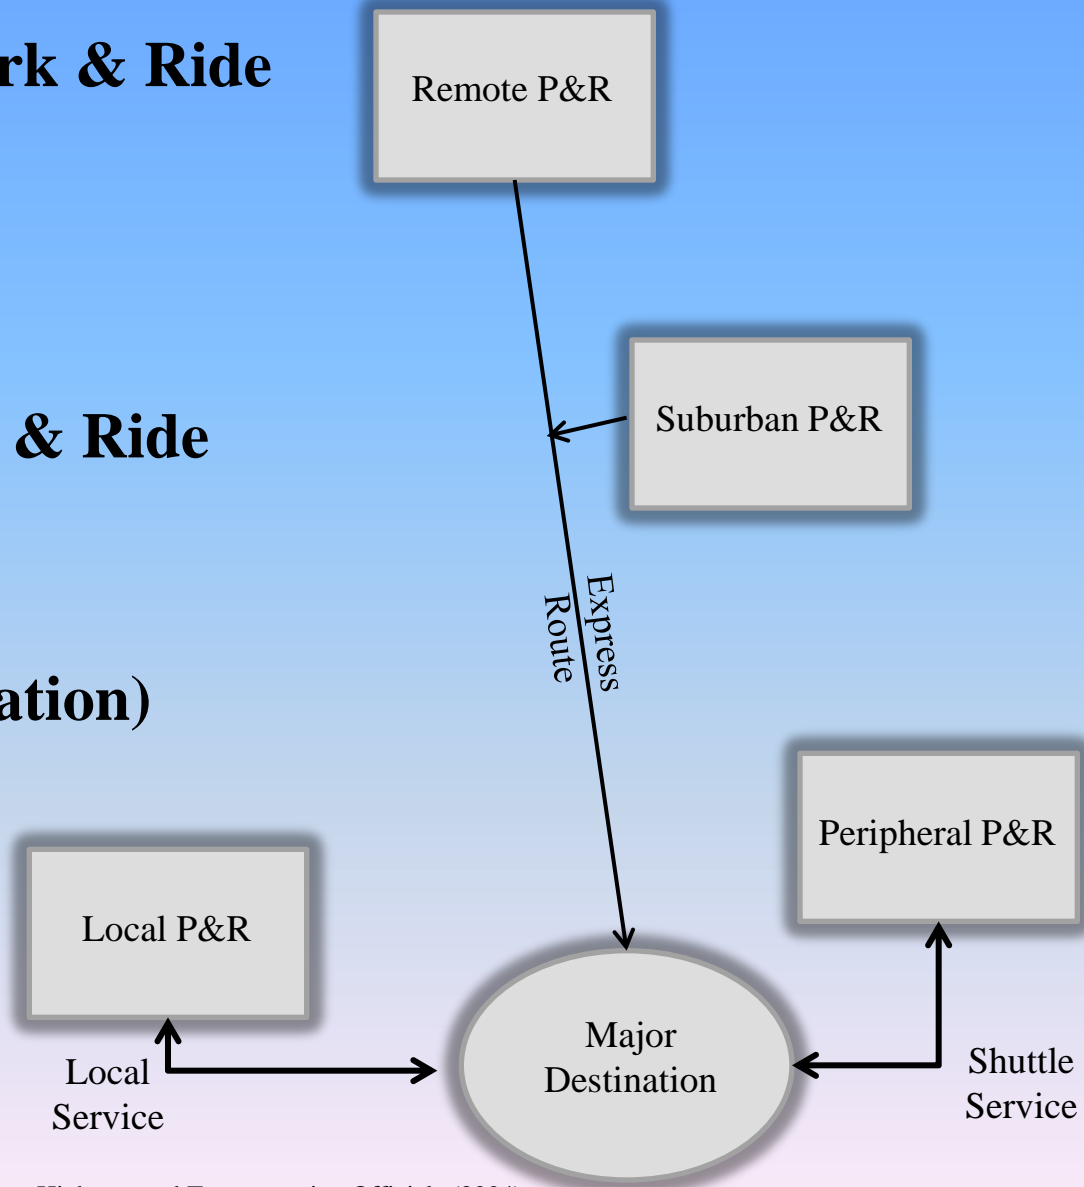 rk & Ride
Remote P&R
Suburban P&R
& Ride
Express
Route
ation)
Peripheral P&R
Local P&R
Major
Destination
Local
Service
Shuttle
Service